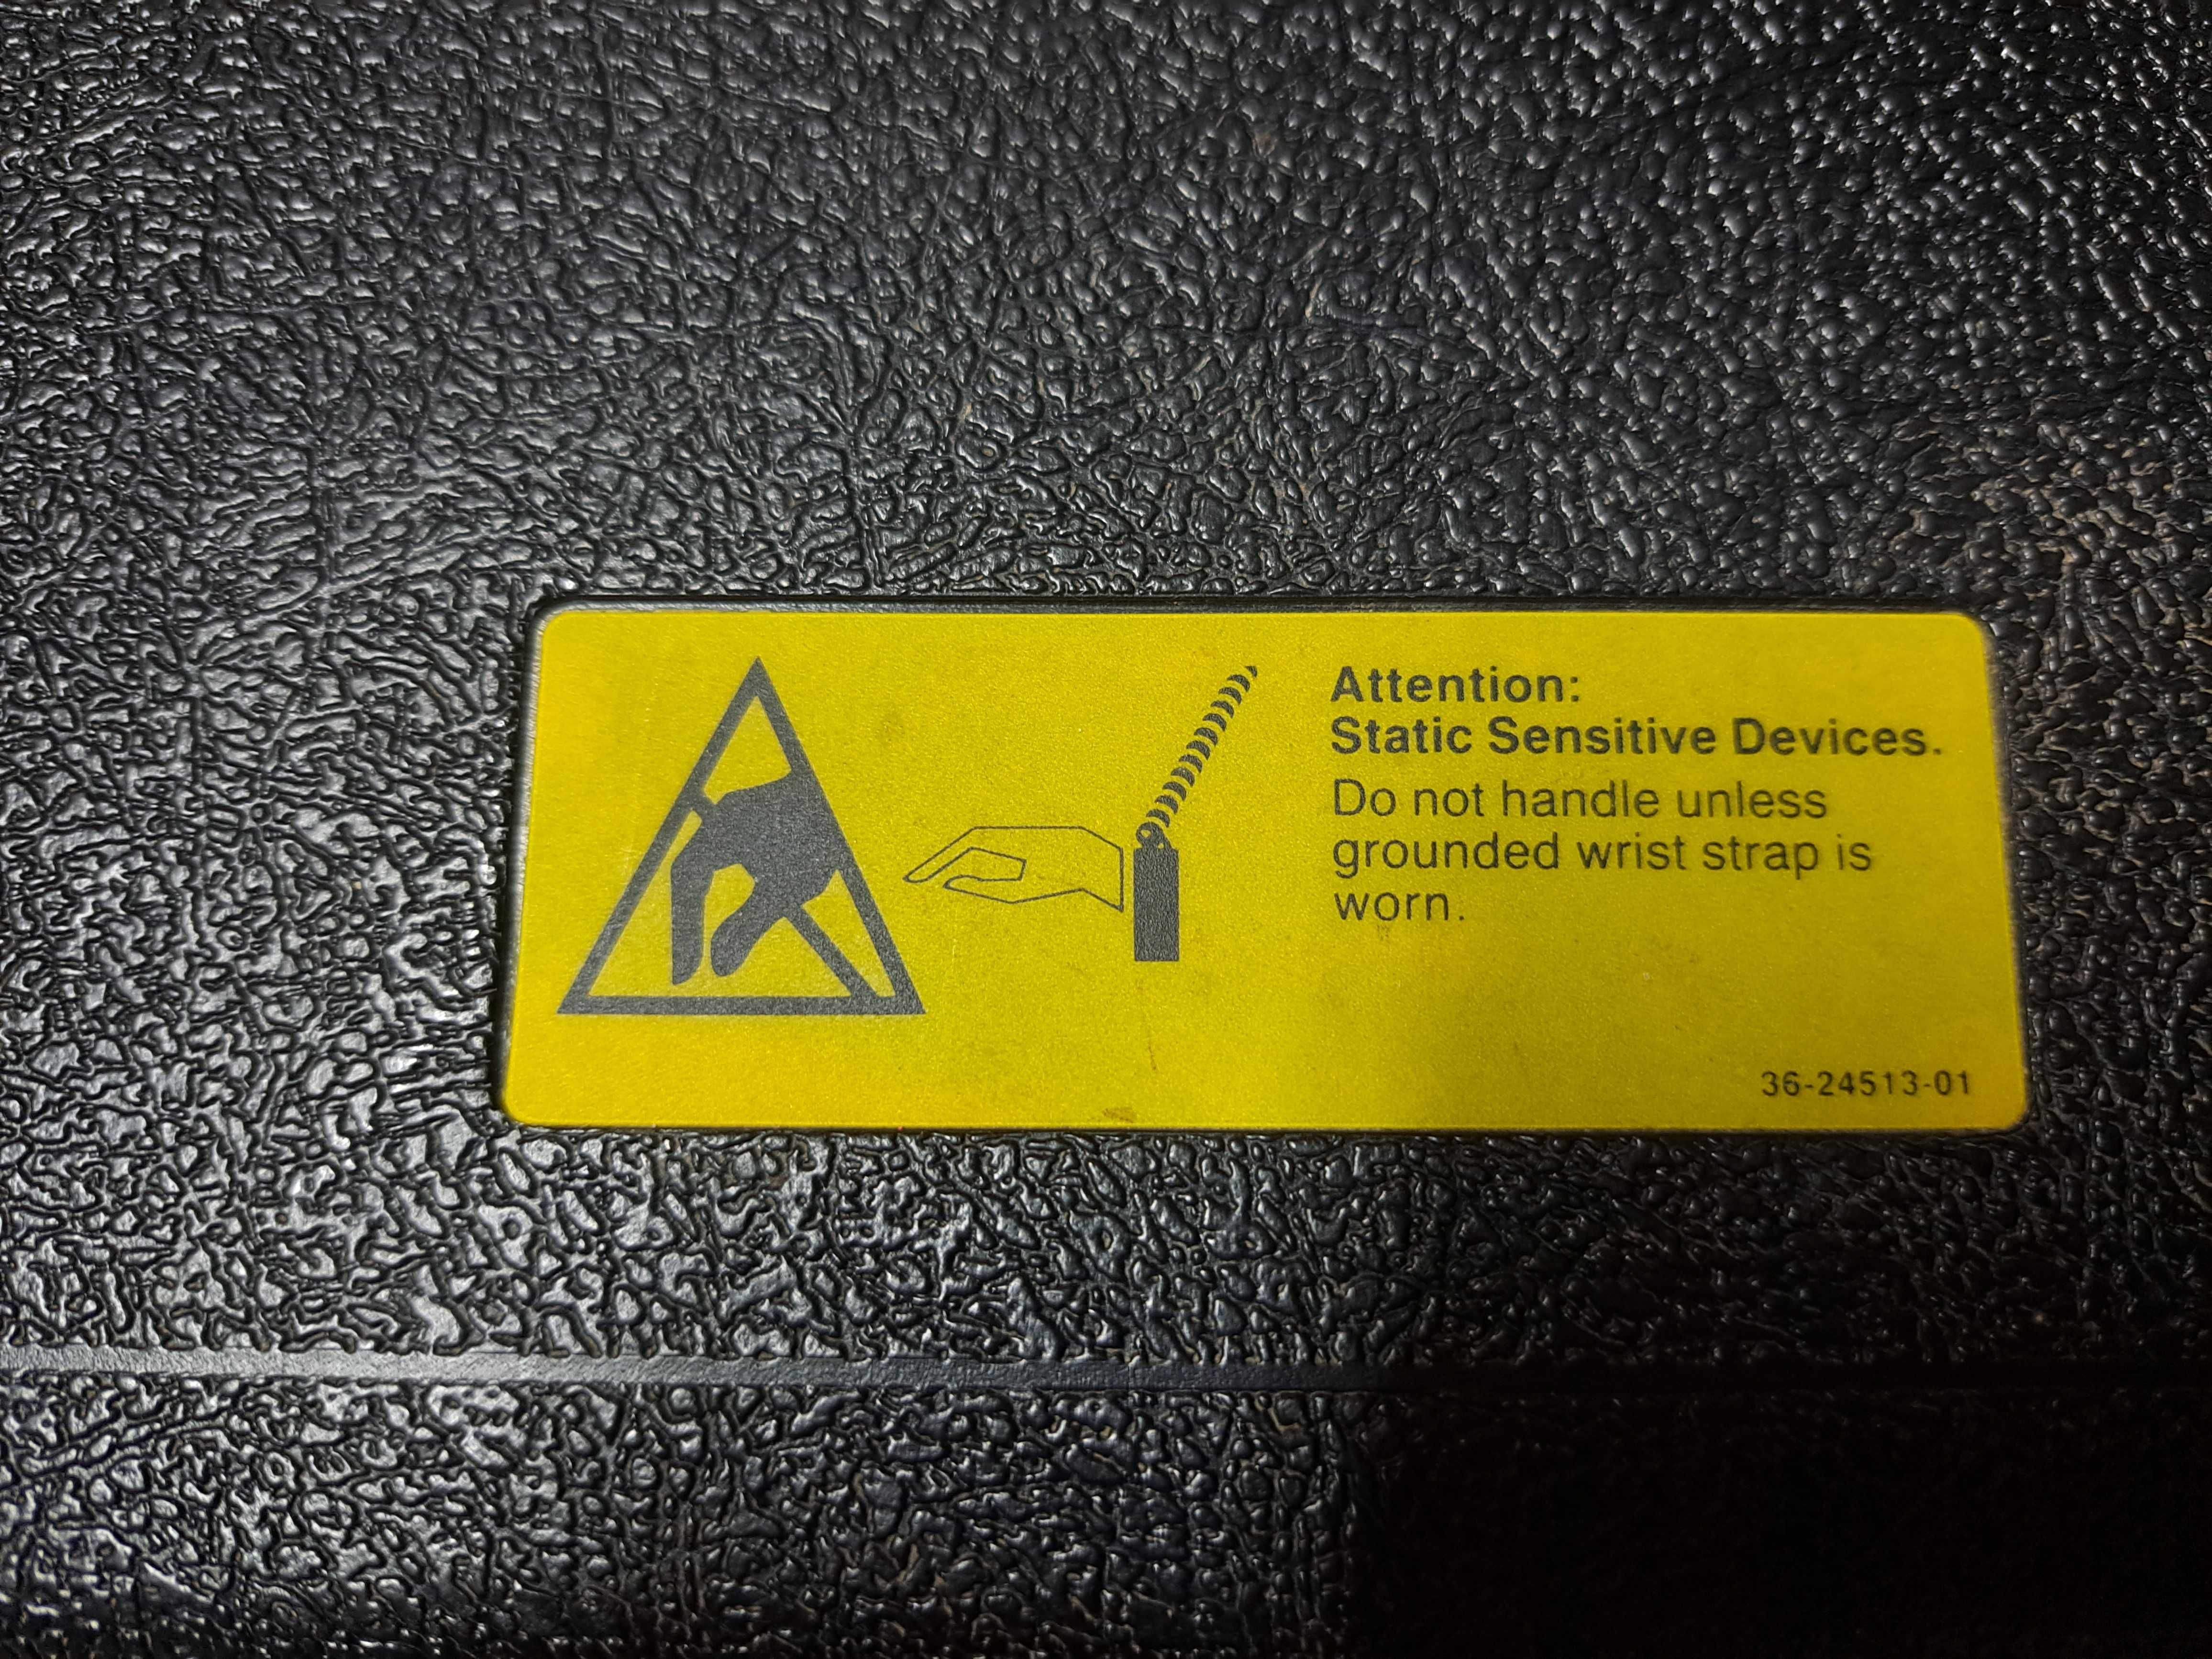 Attention:
Static Sensitive Devices.
Do not handle unless
grounded wrist strap is
worn.
36-24513-01